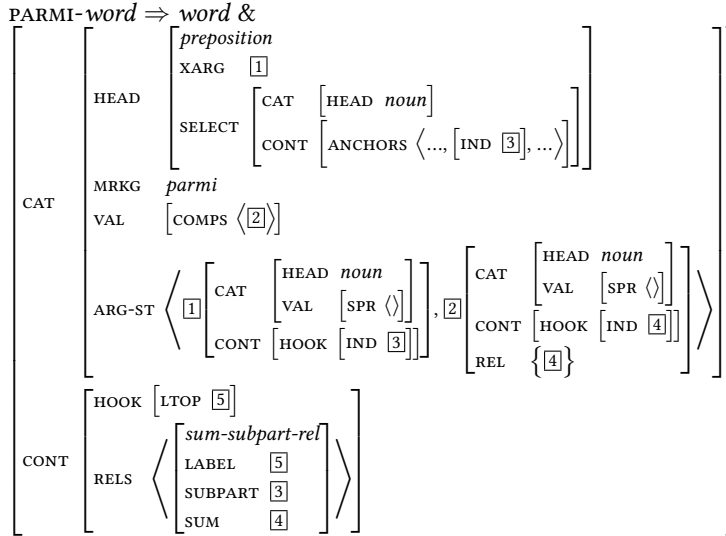 PARMI-word ⇒ word &
preposition
XARG 1
HEAD
SELECT
CAT [HEAD noun]
CONT [ANCHORS ⟨…, [IND 3], …⟩]
CAT
MRKG parmi
VAL [COMPS ⟨2⟩]
ARG-ST ⟨ 1
CAT
HEAD noun
VAL [SPR ⟨⟩]
CONT [HOOK [IND 3]]
, 2
CAT
HEAD noun
VAL [SPR ⟨⟩]
CONT [HOOK [IND 4]]
REL {4}
⟩
CONT
HOOK [LTOP 5]
RELS
sum-subpart-rel
LABEL 5
SUBPART 3
SUM 4